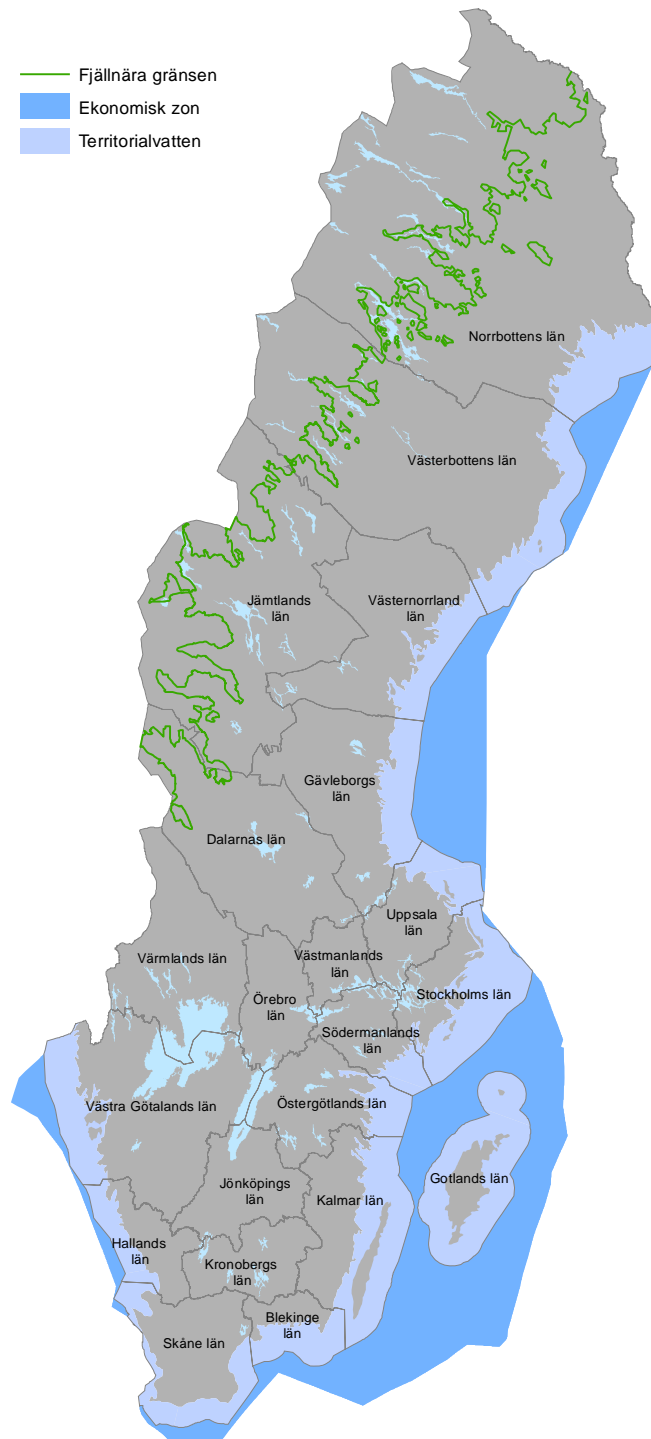 Fjällnära gränsen
Ekonomisk zon
Territorialvatten
Norrbottens län
Västerbottens län
Jämtlands
län
Västernorrland
län
Gävleborgs
län
Dalarnas län
Uppsala
län
Västmanlands
län
Värmlands län
Örebro
län
Stockholms län
Södermanlands
län
Västra Götalands län
Östergötlands län
Gotlands län
Jönköpings
län
Kalmar län
Hallands
län
Kronobergs
län
Blekinge
län
Skåne län